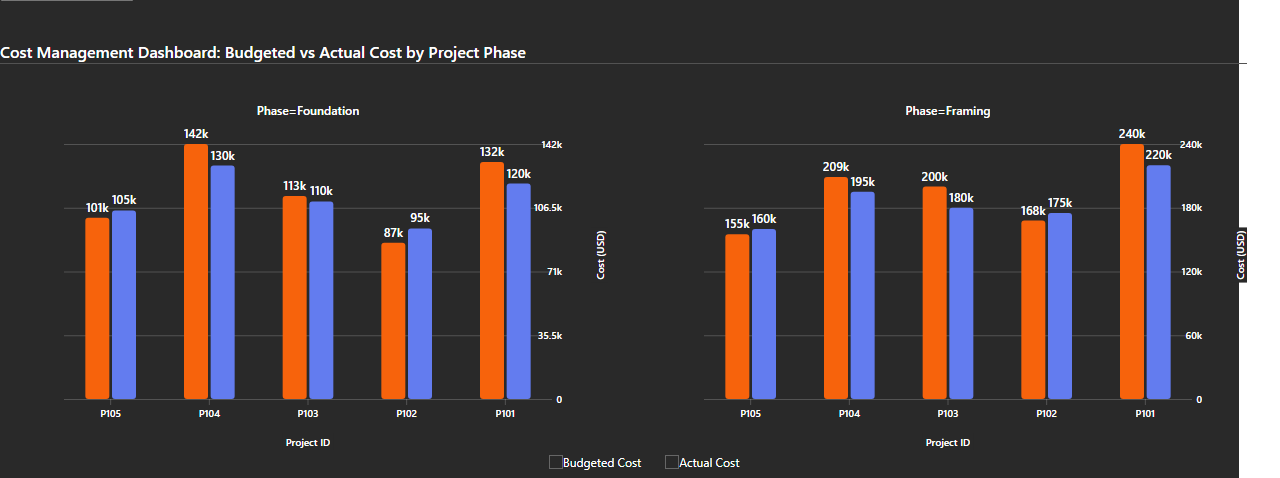 Cost Management Dashboard: Budgeted vs Actual Cost by Project Phase
Phase=Foundation
142k
130k
132k
120k
113k
110k
101k
105k
87k
95k
142k
106.5k
71k
35.5k
0
Cost (USD)
P105 P104 P103 P102 P101
Project ID
Phase=Framing
240k
220k
209k
195k
200k
180k
168k
175k
155k
160k
240k
180k
120k
60k
0
Cost (USD)
P105 P104 P103 P102 P101
Project ID
Budgeted Cost Actual Cost